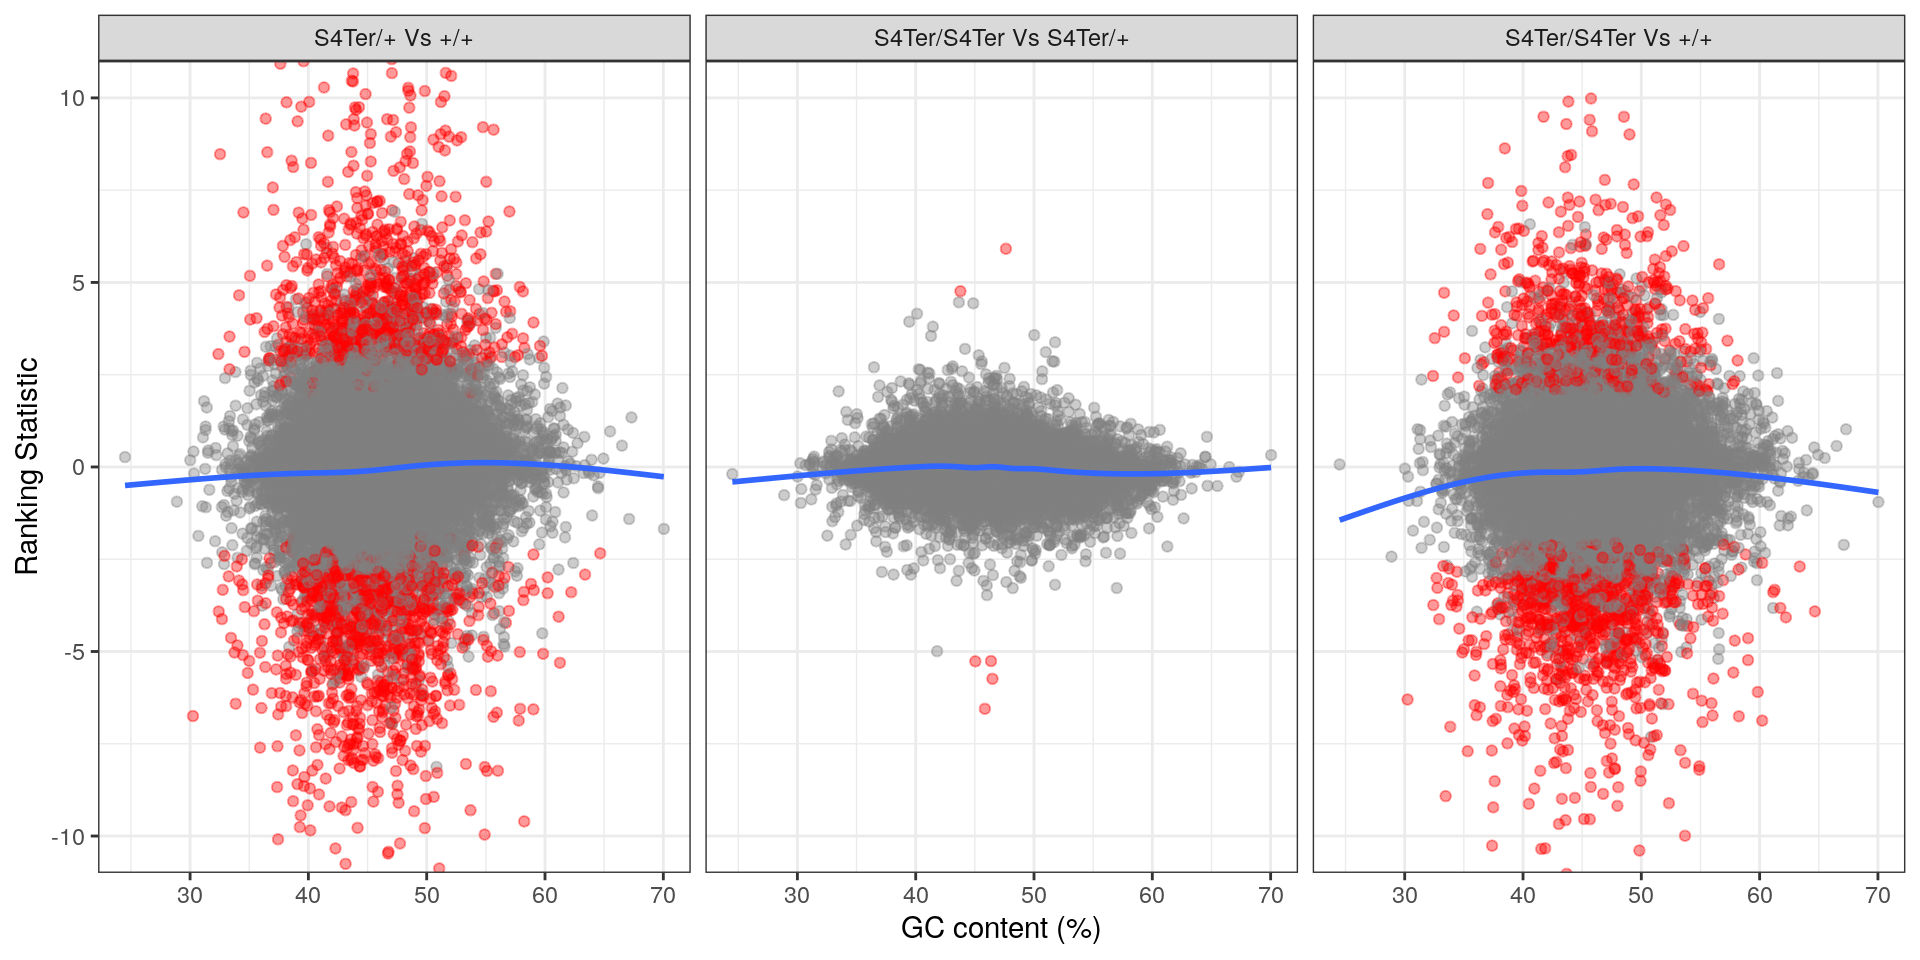 S4Ter/+ Vs +/+
S4Ter/S4Ter Vs S4Ter/+
S4Ter/S4Ter Vs +/+
Ranking Statistic
10
5
0
-5
-10
30 40 50 60 70
30 40 50 60 70
30 40 50 60 70
GC content (%)